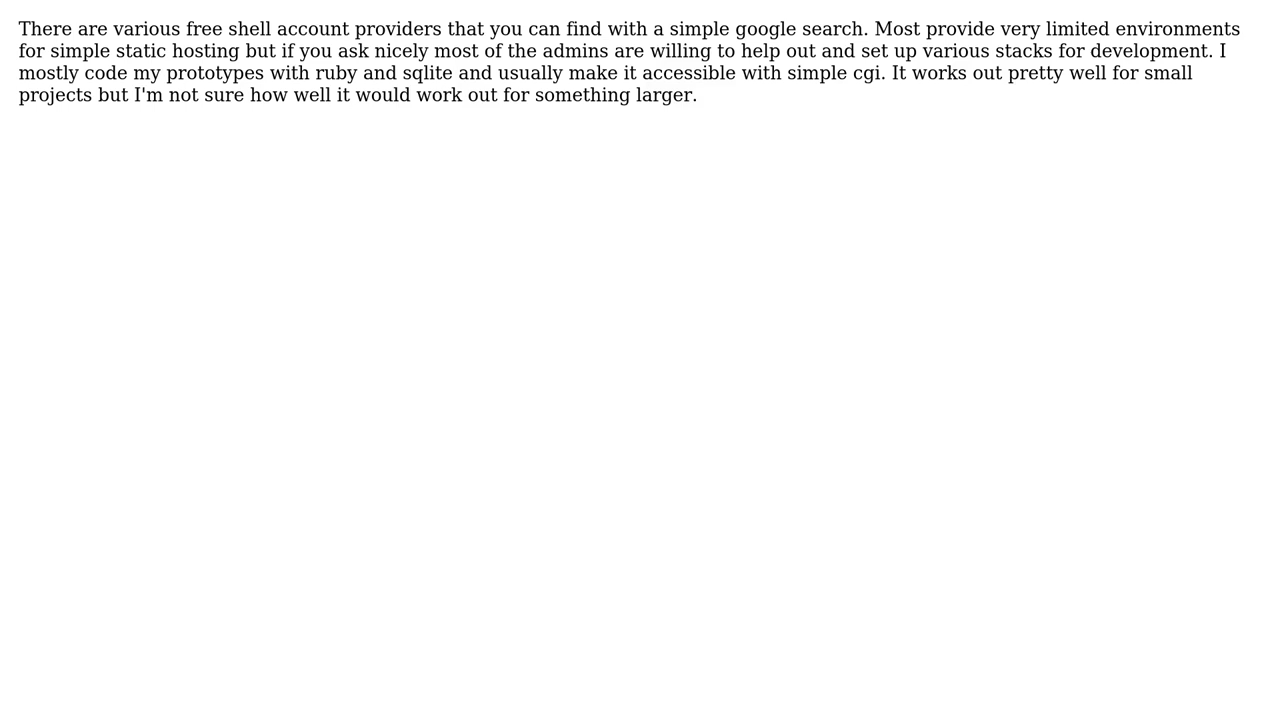 There are various free shell account providers that you can find with a simple google search. Most provide very limited environments
for simple static hosting but if you ask nicely most of the admins are willing to help out and set up various stacks for development. I
mostly code my prototypes with ruby and sqlite and usually make it accessible with simple cgi. It works out pretty well for small
projects but I'm not sure how well it would work out for something larger.